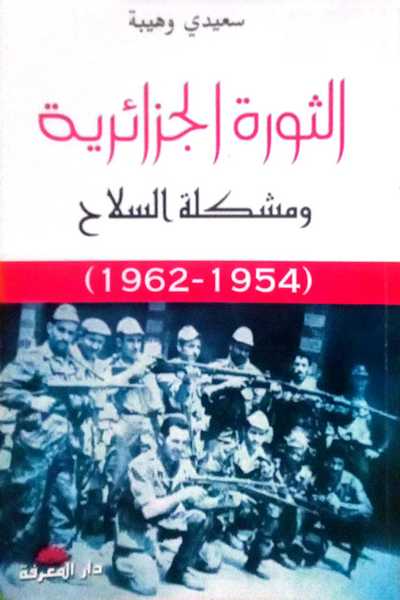 سعيدي وهيبة
الثورة الجزائرية
ومشكلة السلاح
(1954-1962)
دار المعرفة